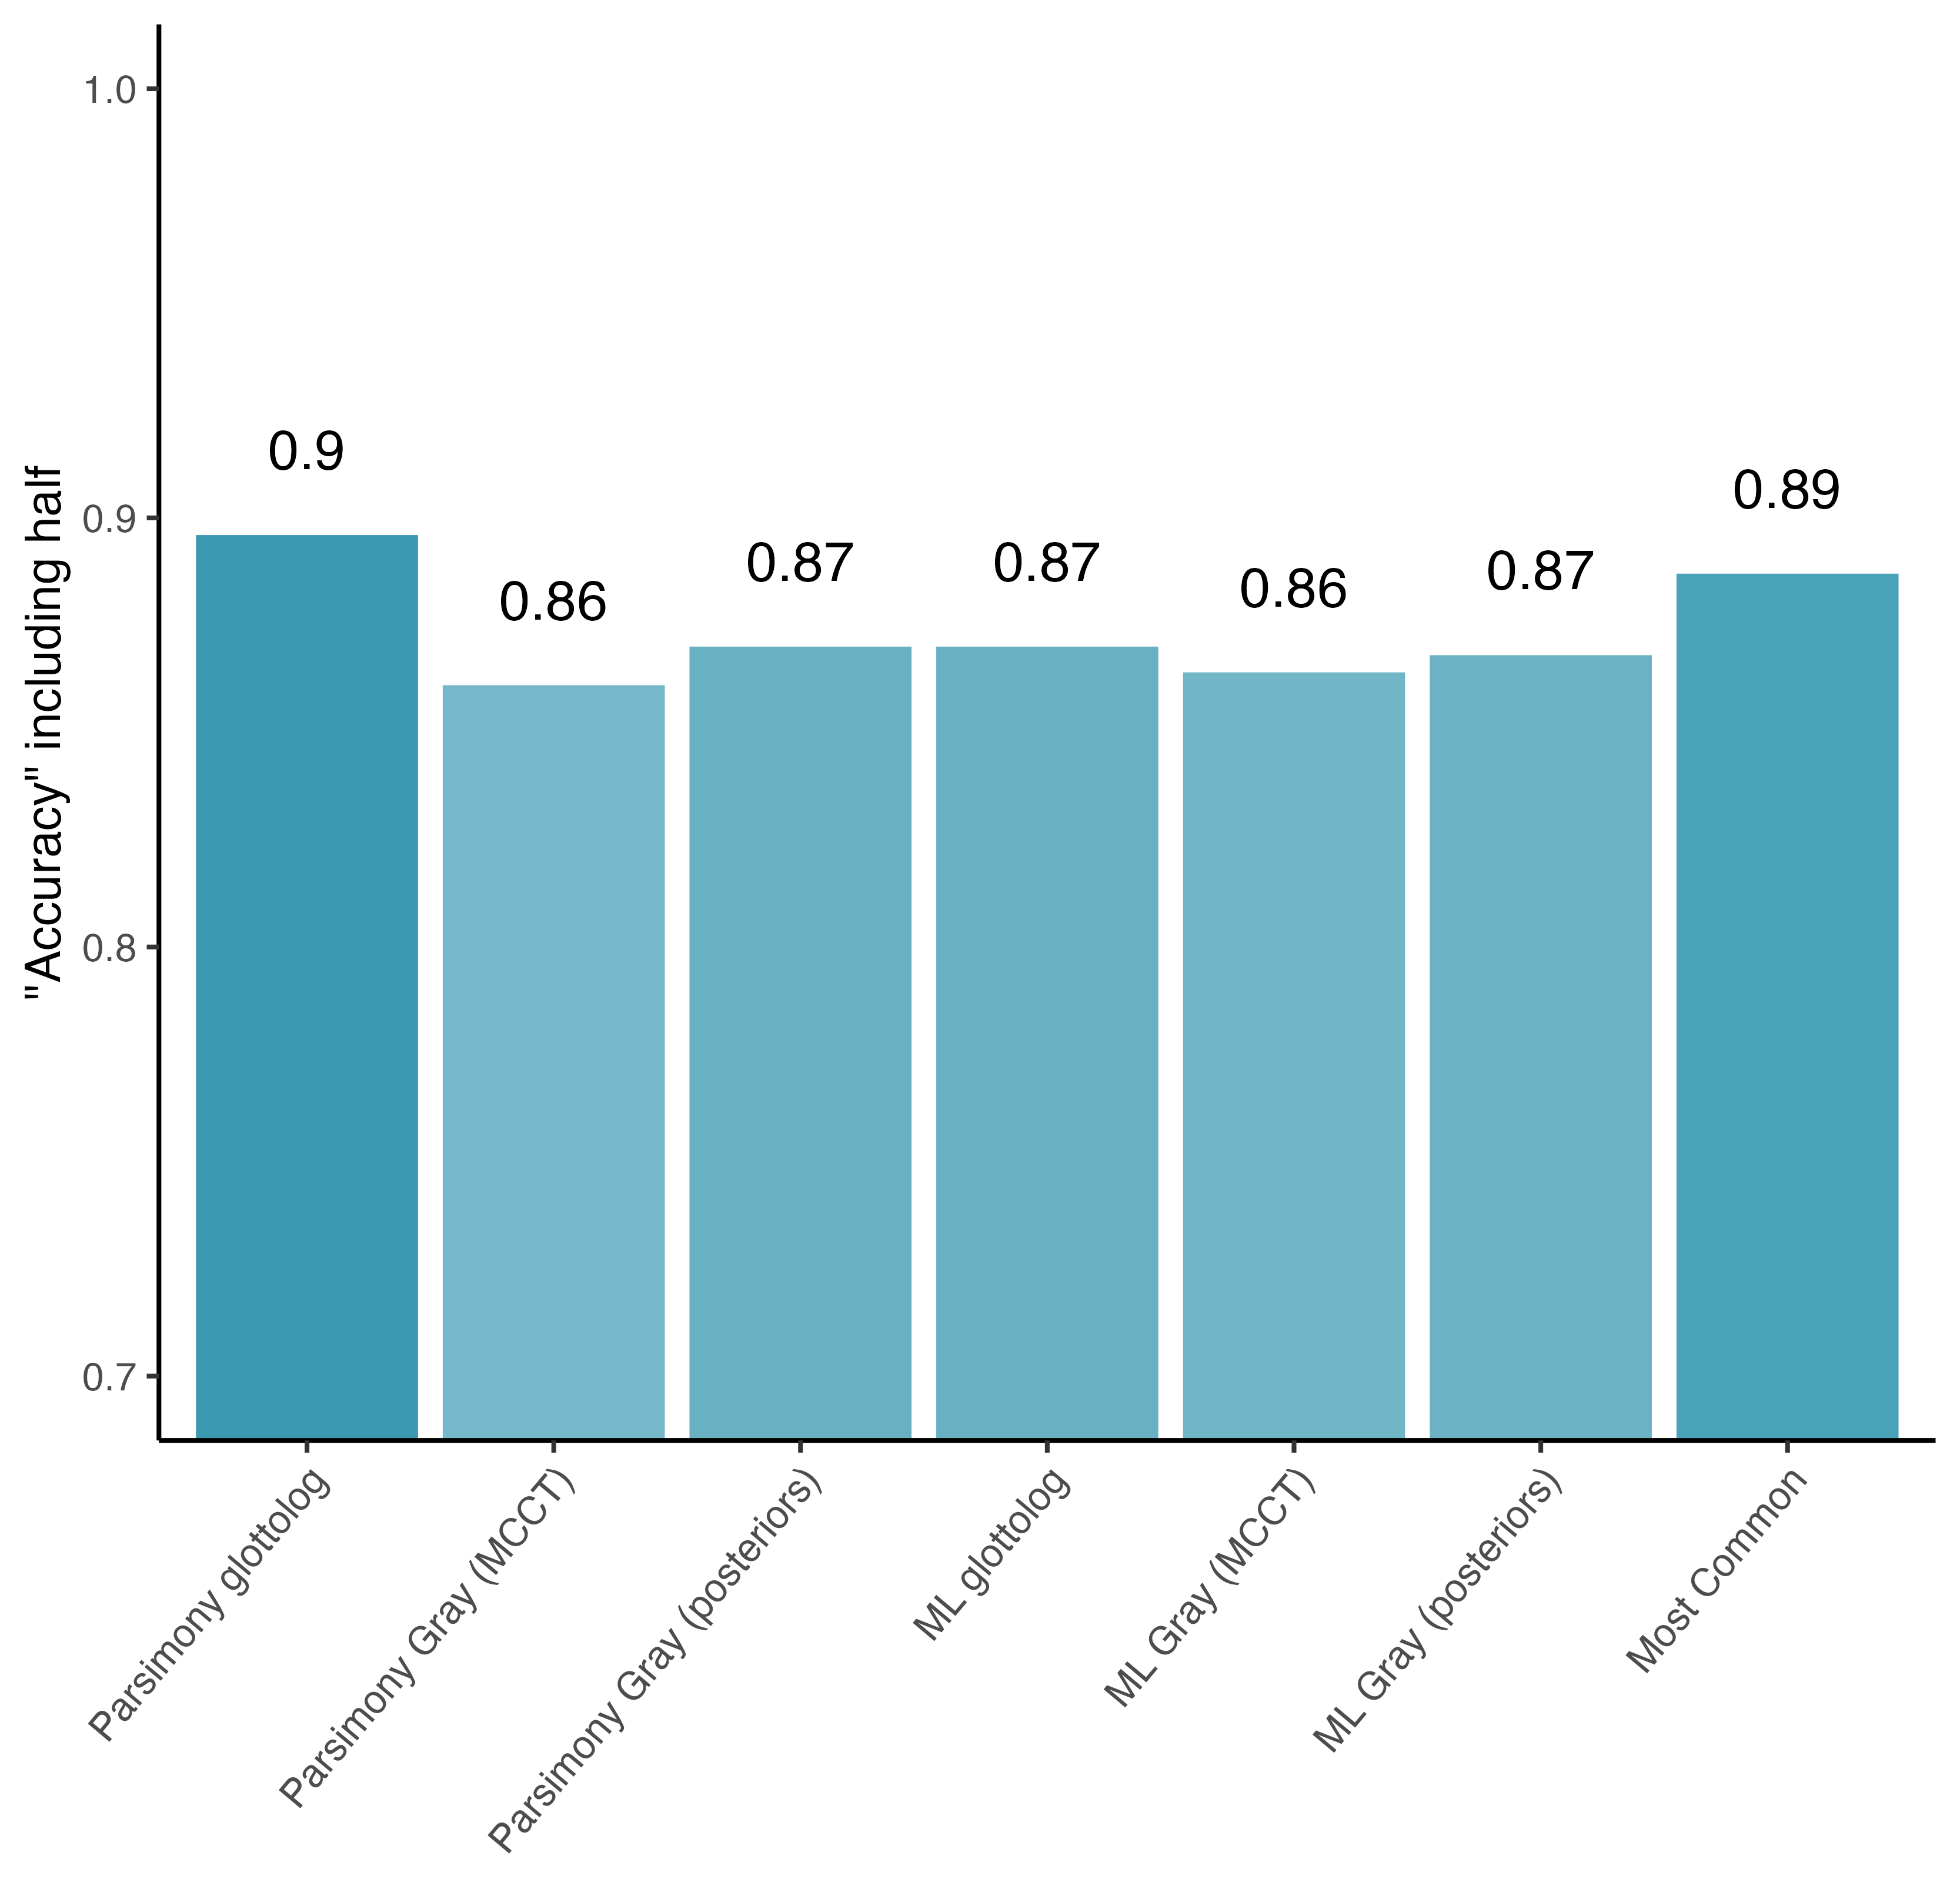 "Accuracy" including half
1.0
0.9
0.8
0.7
0.9
0.86
0.87
0.87
0.86
0.87
0.89
Parsimony glottolog
Parsimony Gray (MCCT)
Parsimony Gray (posteriors)
ML glottolog
ML Gray (MCCT)
ML Gray (posteriors)
Most Common